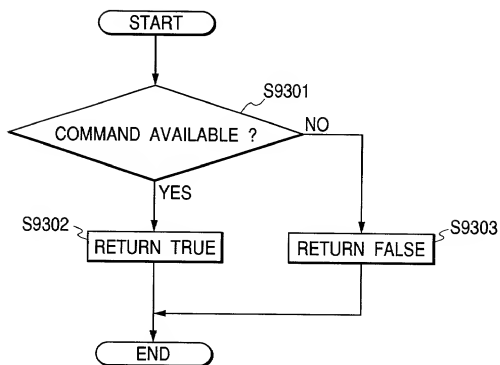 START
S9301
COMMAND AVAILABLE ?
NO
YES
S9302
RETURN TRUE
RETURN FALSE
S9303
END